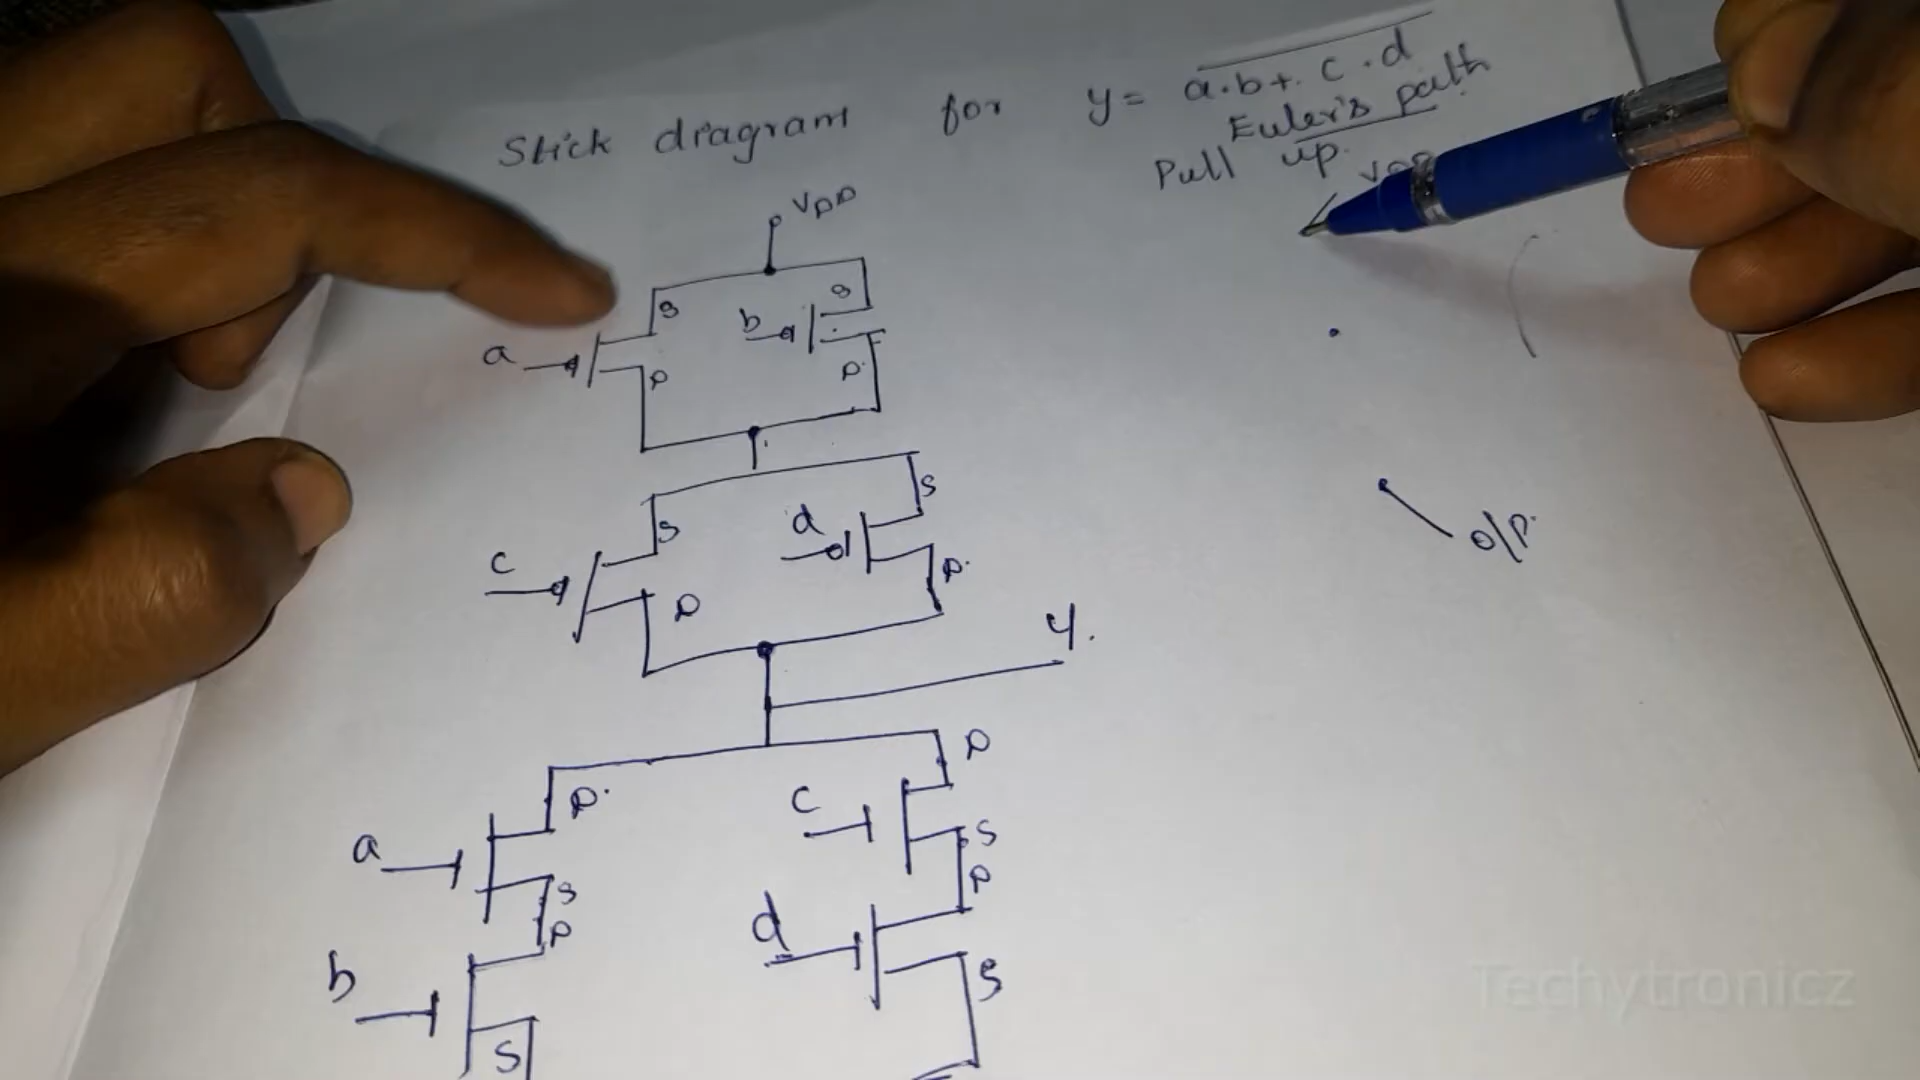 Stick diagram for y= a.b+.c.d
Euler's path
Pull up.
VDD
VDD
S
S
b
a
D
D.
S
S
d
c
D.
D
y.
O/P.
D
D.
c
a
S
S
D
D
d
b
S
S
Techytronicz